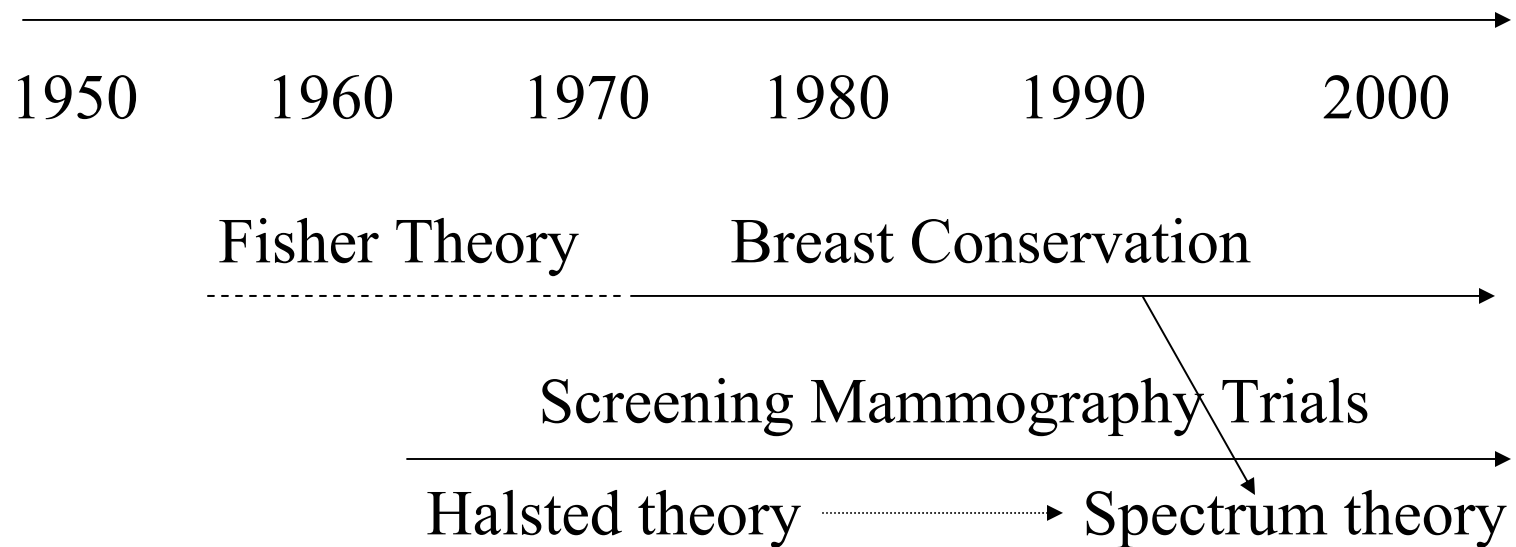 1950 1960 1970 1980 1990 2000
Fisher Theory Breast Conservation
Screening Mammography Trials
Halsted theory Spectrum theory